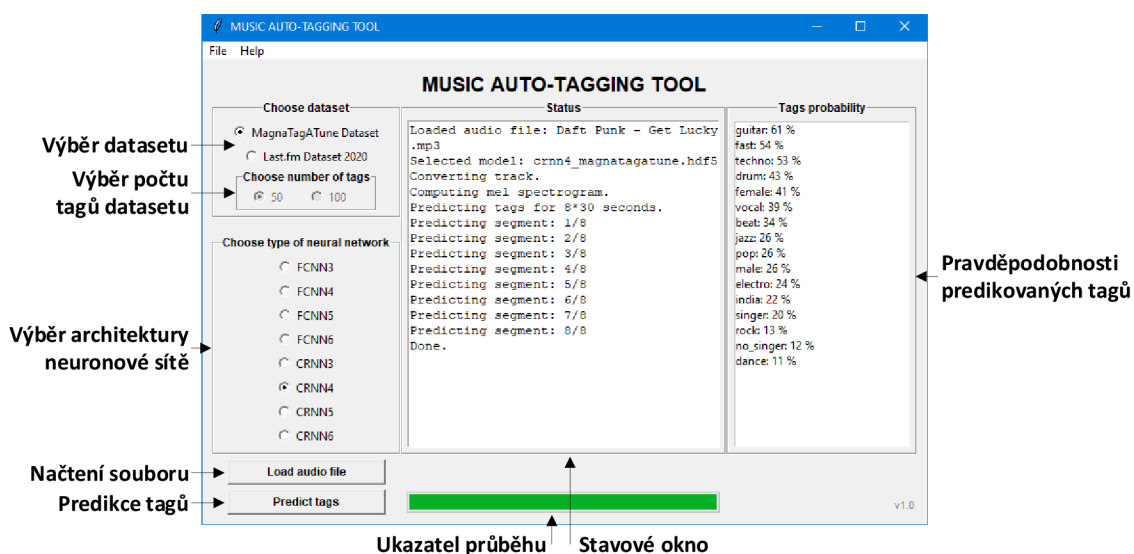 MUSIC AUTO-TAGGING TOOL
File Help
MUSIC AUTO-TAGGING TOOL
Choose dataset
MagnaTagATune Dataset
Last.fm Dataset 2020
Choose number of tags
50 100
Choose type of neural network
FCNN3
FCNN4
FCNN5
FCNN6
CRNN3
CRNN4
CRNN5
CRNN6
Load audio file
Predict tags
Status
Loaded audio file: Daft Punk - Get Lucky
.mp3
Selected model: crnn4_magnatagatune.hdf5
Converting track.
Computing mel spectrogram.
Predicting tags for 8*30 seconds.
Predicting segment: 1/8
Predicting segment: 2/8
Predicting segment: 3/8
Predicting segment: 4/8
Predicting segment: 5/8
Predicting segment: 6/8
Predicting segment: 7/8
Predicting segment: 8/8
Done.
Tags probability
guitar: 61 %
fast: 54 %
techno: 53 %
drum: 43 %
female: 41 %
vocal: 39 %
beat: 34 %
jazz: 26 %
pop: 26 %
male: 26 %
electro: 24 %
india: 22 %
singer: 20 %
rock: 13 %
no_singer: 12 %
dance: 11 %
v1.0
Výběr datasetu
Výběr počtu
tagů datasetu
Výběr architektury
neuronové sítě
Načtení souboru
Predikce tagů
Ukazatel průběhu
Stavové okno
Pravděpodobnosti
predikovaných tagů